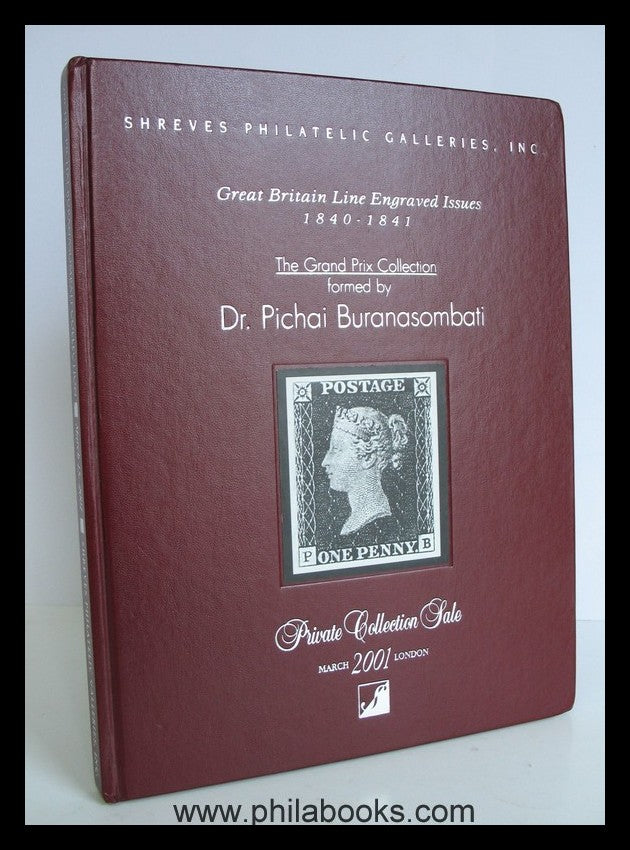 SHREVES PHILATELIC GALLERIES, INC.
Great Britain Line Engraved Issues
1840-1841
The Grand Prix Collection
formed by
Dr. Pichai Buranasombati
POSTAGE
P ONE PENNY B
Private Collection Sale
MARCH 2001 LONDON
www.philabooks.com